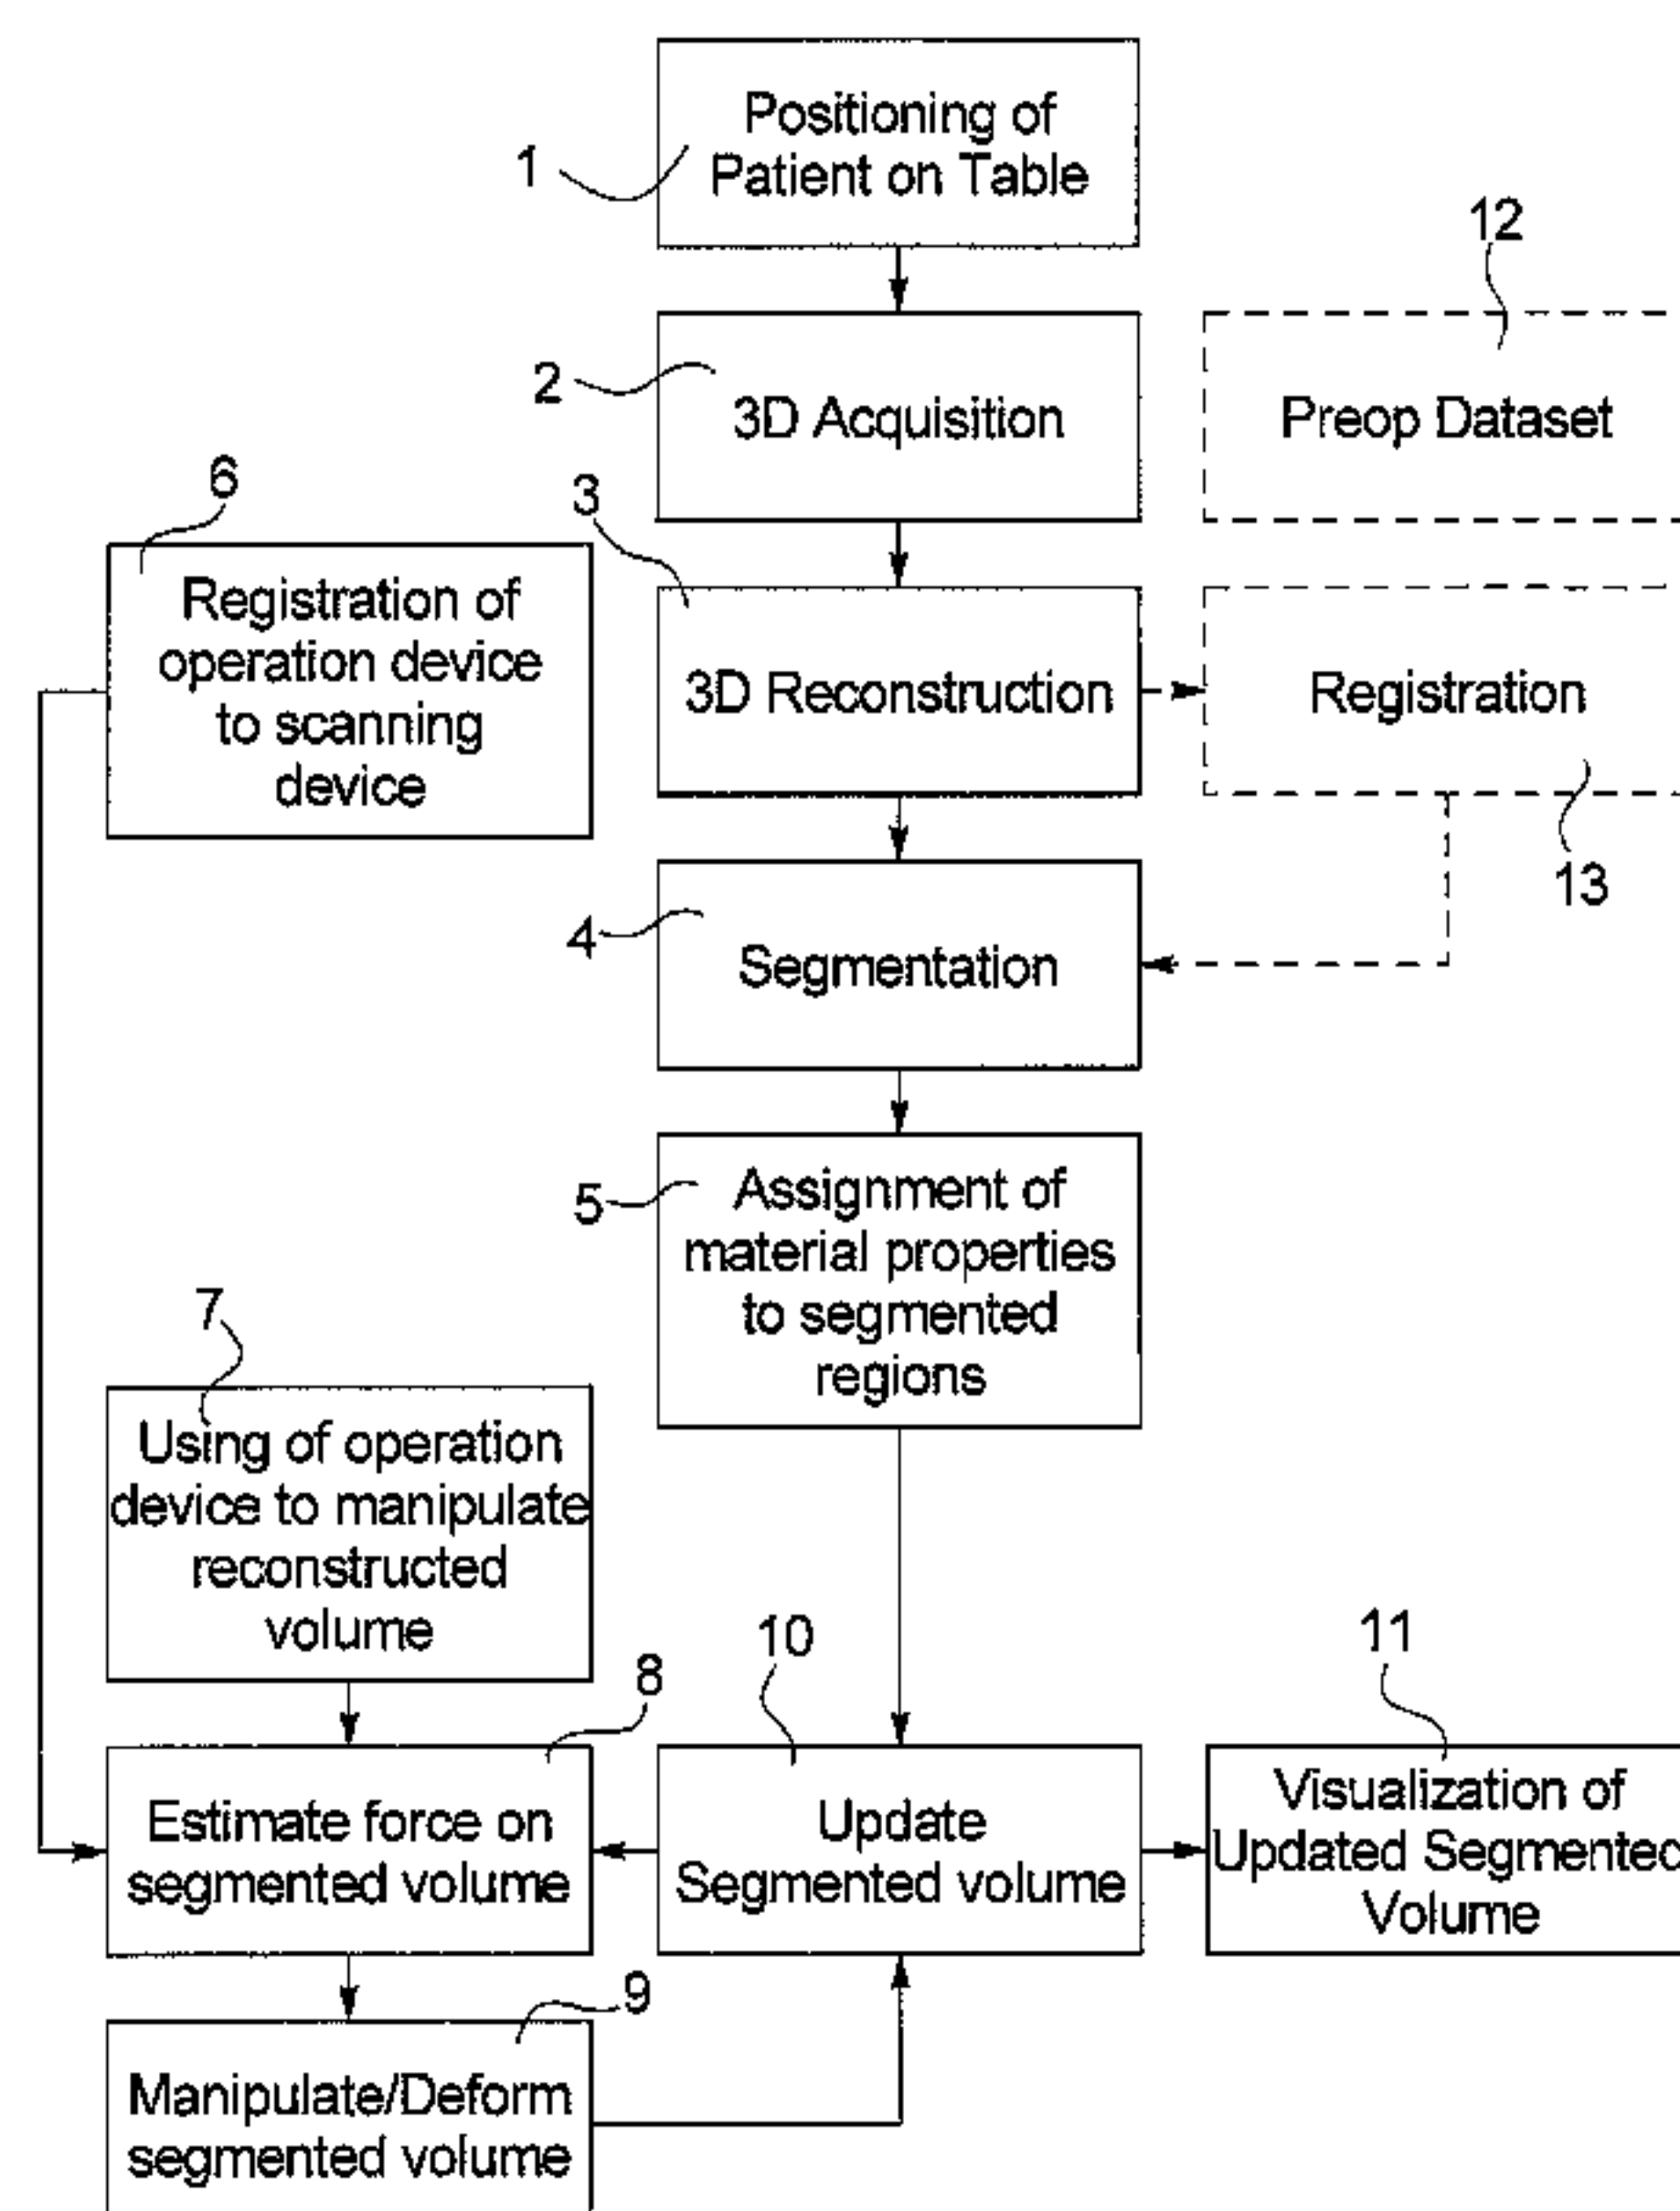 Positioning of
Patient on Table
1
12
2
3D Acquisition
Preop Dataset
6
3
Registration of
operation device
to scanning
device
3D Reconstruction
Registration
13
4
Segmentation
5
Assignment of
material properties
to segmented
regions
7
Using of operation
device to manipulate
reconstructed
volume
8
10
11
Estimate force on
segmented volume
Update
Segmented volume
Visualization of
Updated Segmented
Volume
9
Manipulate/Deform
segmented volume